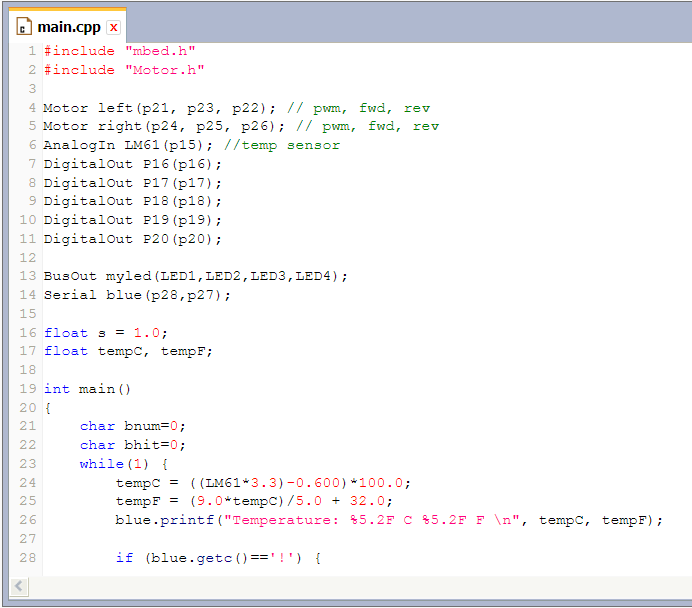 main.cpp x
1 #include "mbed.h"
2 #include "Motor.h"
3
4 Motor left(p21, p23, p22); // pwm, fwd, rev
5 Motor right(p24, p25, p26); // pwm, fwd, rev
6 AnalogIn LM61(p15); //temp sensor
7 DigitalOut P16(p16);
8 DigitalOut P17(p17);
9 DigitalOut P18(p18);
10 DigitalOut P19(p19);
11 DigitalOut P20(p20);
12
13 BusOut myled(LED1,LED2,LED3,LED4);
14 Serial blue(p28,p27);
15
16 float s = 1.0;
17 float tempC, tempF;
18
19 int main()
20 {
21     char bnum=0;
22     char bhit=0;
23     while(1) {
24         tempC = ((LM61*3.3)-0.600)*100.0;
25         tempF = (9.0*tempC)/5.0 + 32.0;
26         blue.printf("Temperature: %5.2F C %5.2F F \n", tempC, tempF);
27
28         if (blue.getc()=='!') {